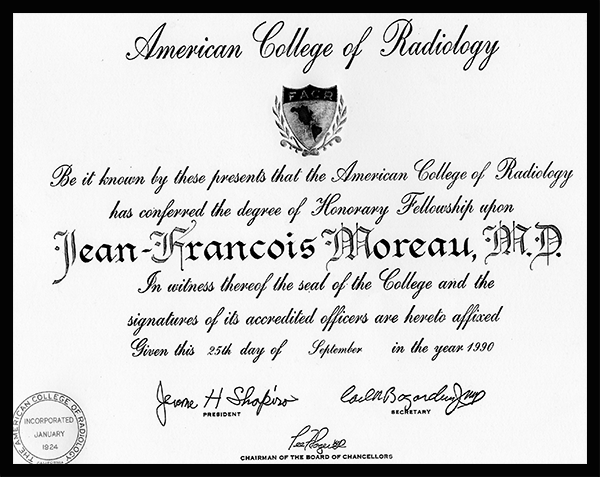 American College of Radiology
FACR
Be it known by these presents that the American College of Radiology
has conferred the degree of Honorary Fellowship upon
Jean-Francois Moreau, M.D.
In witness thereof the seal of the College and the
signatures of its accredited officers are hereto affixed
Given this 25th day of September in the year 1990
Jerome H Shapiro
PRESIDENT
SECRETARY
CHAIRMAN OF THE BOARD OF CHANCELLORS
THE AMERICAN COLLEGE OF RADIOLOGY
INCORPORATED
JANUARY
1924
CALIFORNIA